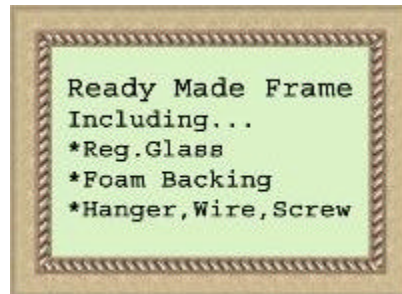 Ready Made Frame
Including...
*Reg.Glass
*Foam Backing
*Hanger,Wire,Screw